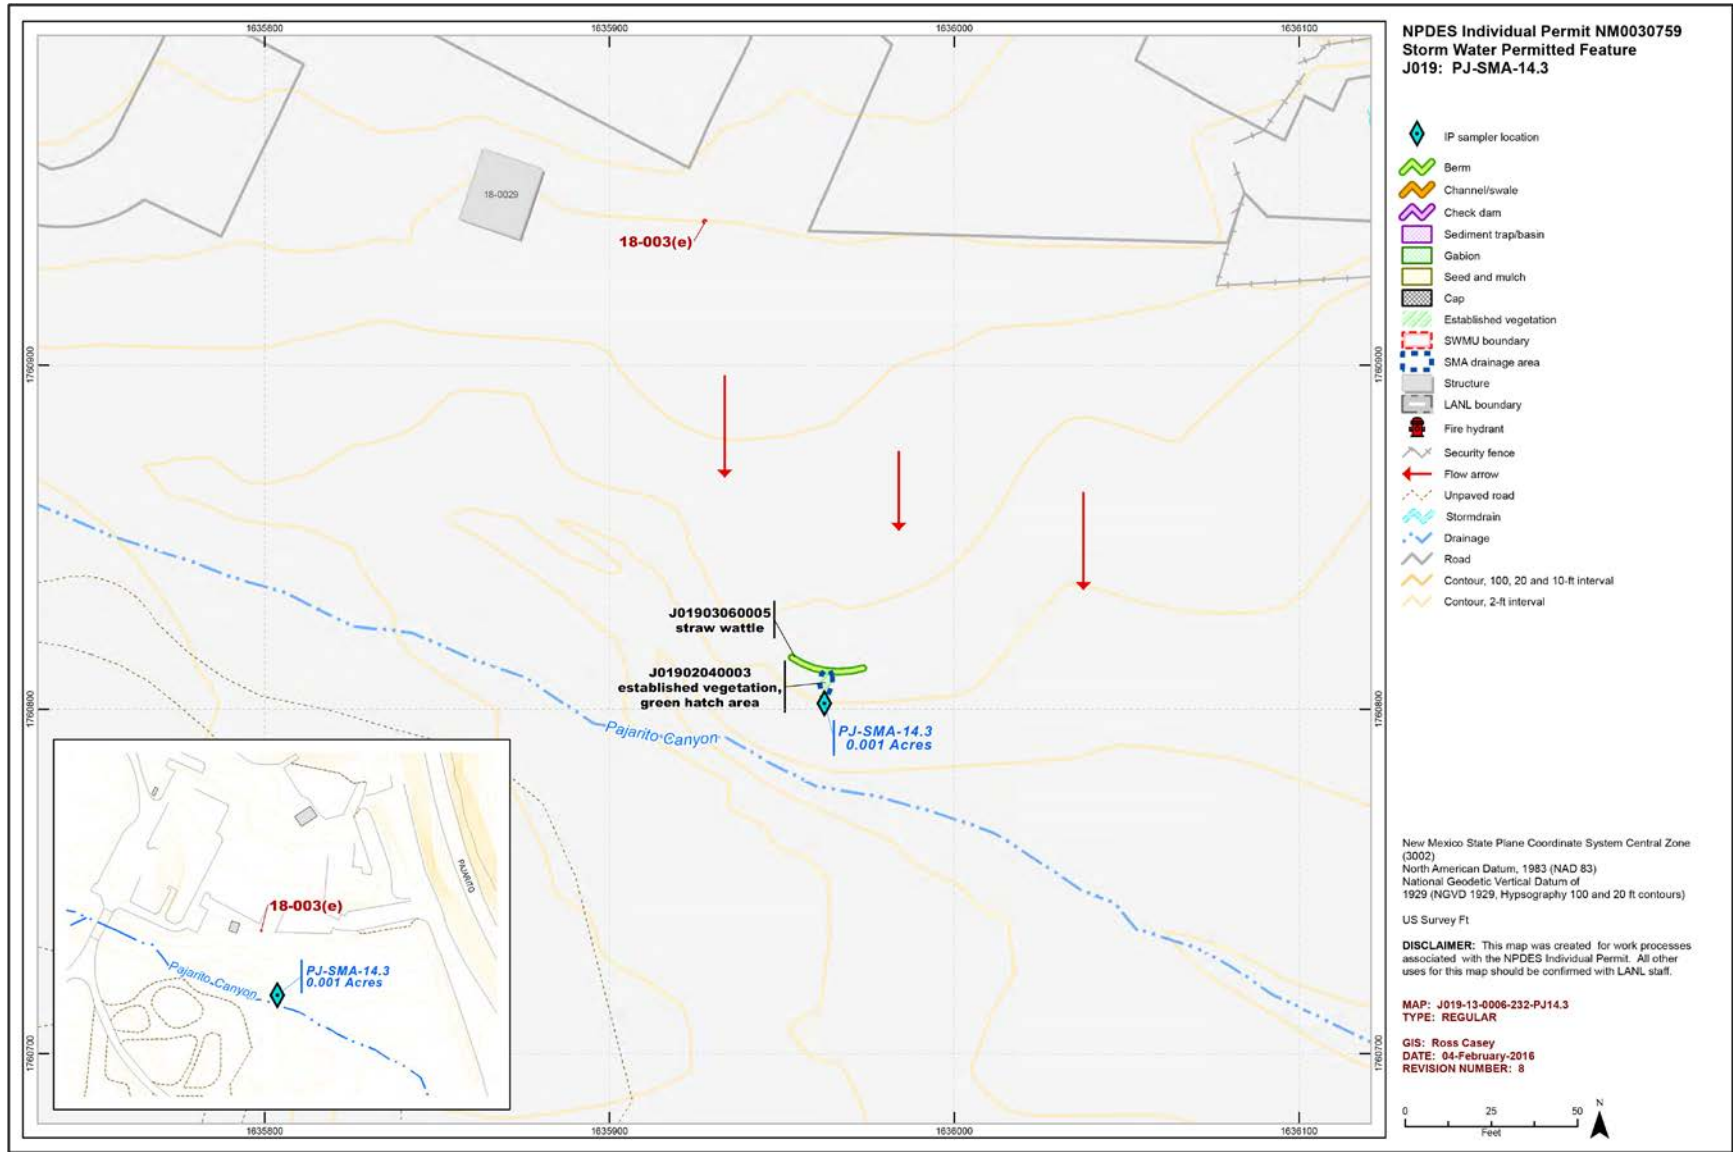 1635800
1635900
1636000
1636100
18-0029
18-003(e)
1760900
1760900
J01903060005
straw wattle
J01902040003
established vegetation,
green hatch area
1760800
1760800
Pajarito Canyon
PJ-SMA-14.3
0.001 Acres
PAJARITO
18-003(e)
Pajarito Canyon
PJ-SMA-14.3
0.001 Acres
1760700
1760700
1635800
1635900
1636000
1636100
NPDES Individual Permit NM0030759
Storm Water Permitted Feature
J019: PJ-SMA-14.3
IP sampler location
Berm
Channel/swale
Check dam
Sediment trap/basin
Gabion
Seed and mulch
Cap
Established vegetation
SWMU boundary
SMA drainage area
Structure
LANL boundary
Fire hydrant
Security fence
Flow arrow
Unpaved road
Stormdrain
Drainage
Road
Contour, 100, 20 and 10-ft interval
Contour, 2-ft interval
New Mexico State Plane Coordinate System Central Zone
(3002)
North American Datum, 1983 (NAD 83)
National Geodetic Vertical Datum of
1929 (NGVD 1929, Hypsography 100 and 20 ft contours)
US Survey Ft
DISCLAIMER: This map was created for work processes
associated with the NPDES Individual Permit. All other
uses for this map should be confirmed with LANL staff.
MAP: J019-13-0006-232-PJ14.3
TYPE: REGULAR
GIS: Ross Casey
DATE: 04-February-2016
REVISION NUMBER: 8
0 25 50
Feet
N